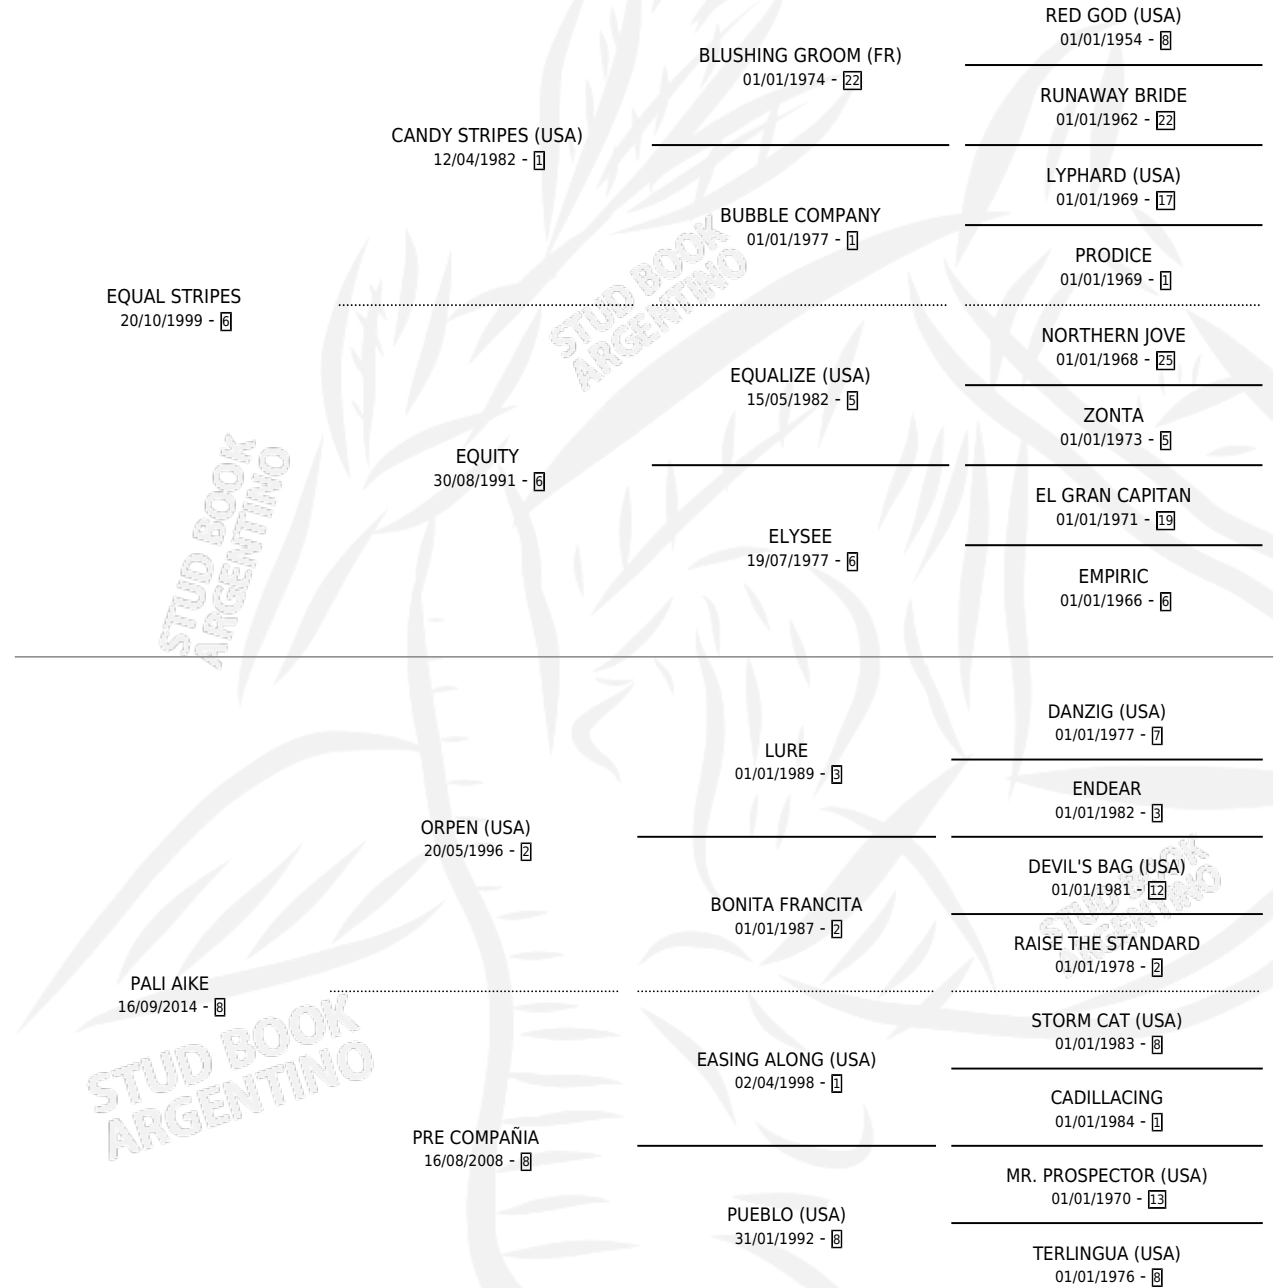 RED GOD (USA)
01/01/1954 - 8
BLUSHING GROOM (FR)
01/01/1974 - 22
RUNAWAY BRIDE
01/01/1962 - 22
CANDY STRIPES (USA)
12/04/1982 - 1
LYPHARD (USA)
01/01/1969 - 17
BUBBLE COMPANY
01/01/1977 - 1
PRODICE
01/01/1969 - 1
EQUAL STRIPES
20/10/1999 - 6
NORTHERN JOVE
01/01/1968 - 25
EQUALIZE (USA)
15/05/1982 - 5
ZONTA
01/01/1973 - 5
EQUITY
30/08/1991 - 6
EL GRAN CAPITAN
01/01/1971 - 19
ELYSEE
19/07/1977 - 6
EMPIRIC
01/01/1966 - 6
STUD BOOK
ARGENTINO
STUD BOOK
ARGENTINO
DANZIG (USA)
01/01/1977 - 7
LURE
01/01/1989 - 3
ENDEAR
01/01/1982 - 3
ORPEN (USA)
20/05/1996 - 2
DEVIL'S BAG (USA)
01/01/1981 - 12
BONITA FRANCITA
01/01/1987 - 2
RAISE THE STANDARD
01/01/1978 - 2
PALI AIKE
16/09/2014 - 8
STORM CAT (USA)
01/01/1983 - 8
EASING ALONG (USA)
02/04/1998 - 1
CADILLACING
01/01/1984 - 1
PRE COMPAÑIA
16/08/2008 - 8
MR. PROSPECTOR (USA)
01/01/1970 - 13
PUEBLO (USA)
31/01/1992 - 8
TERLINGUA (USA)
01/01/1976 - 8
STUD BOOK
ARGENTINO
STUD BOOK
ARGENTINO